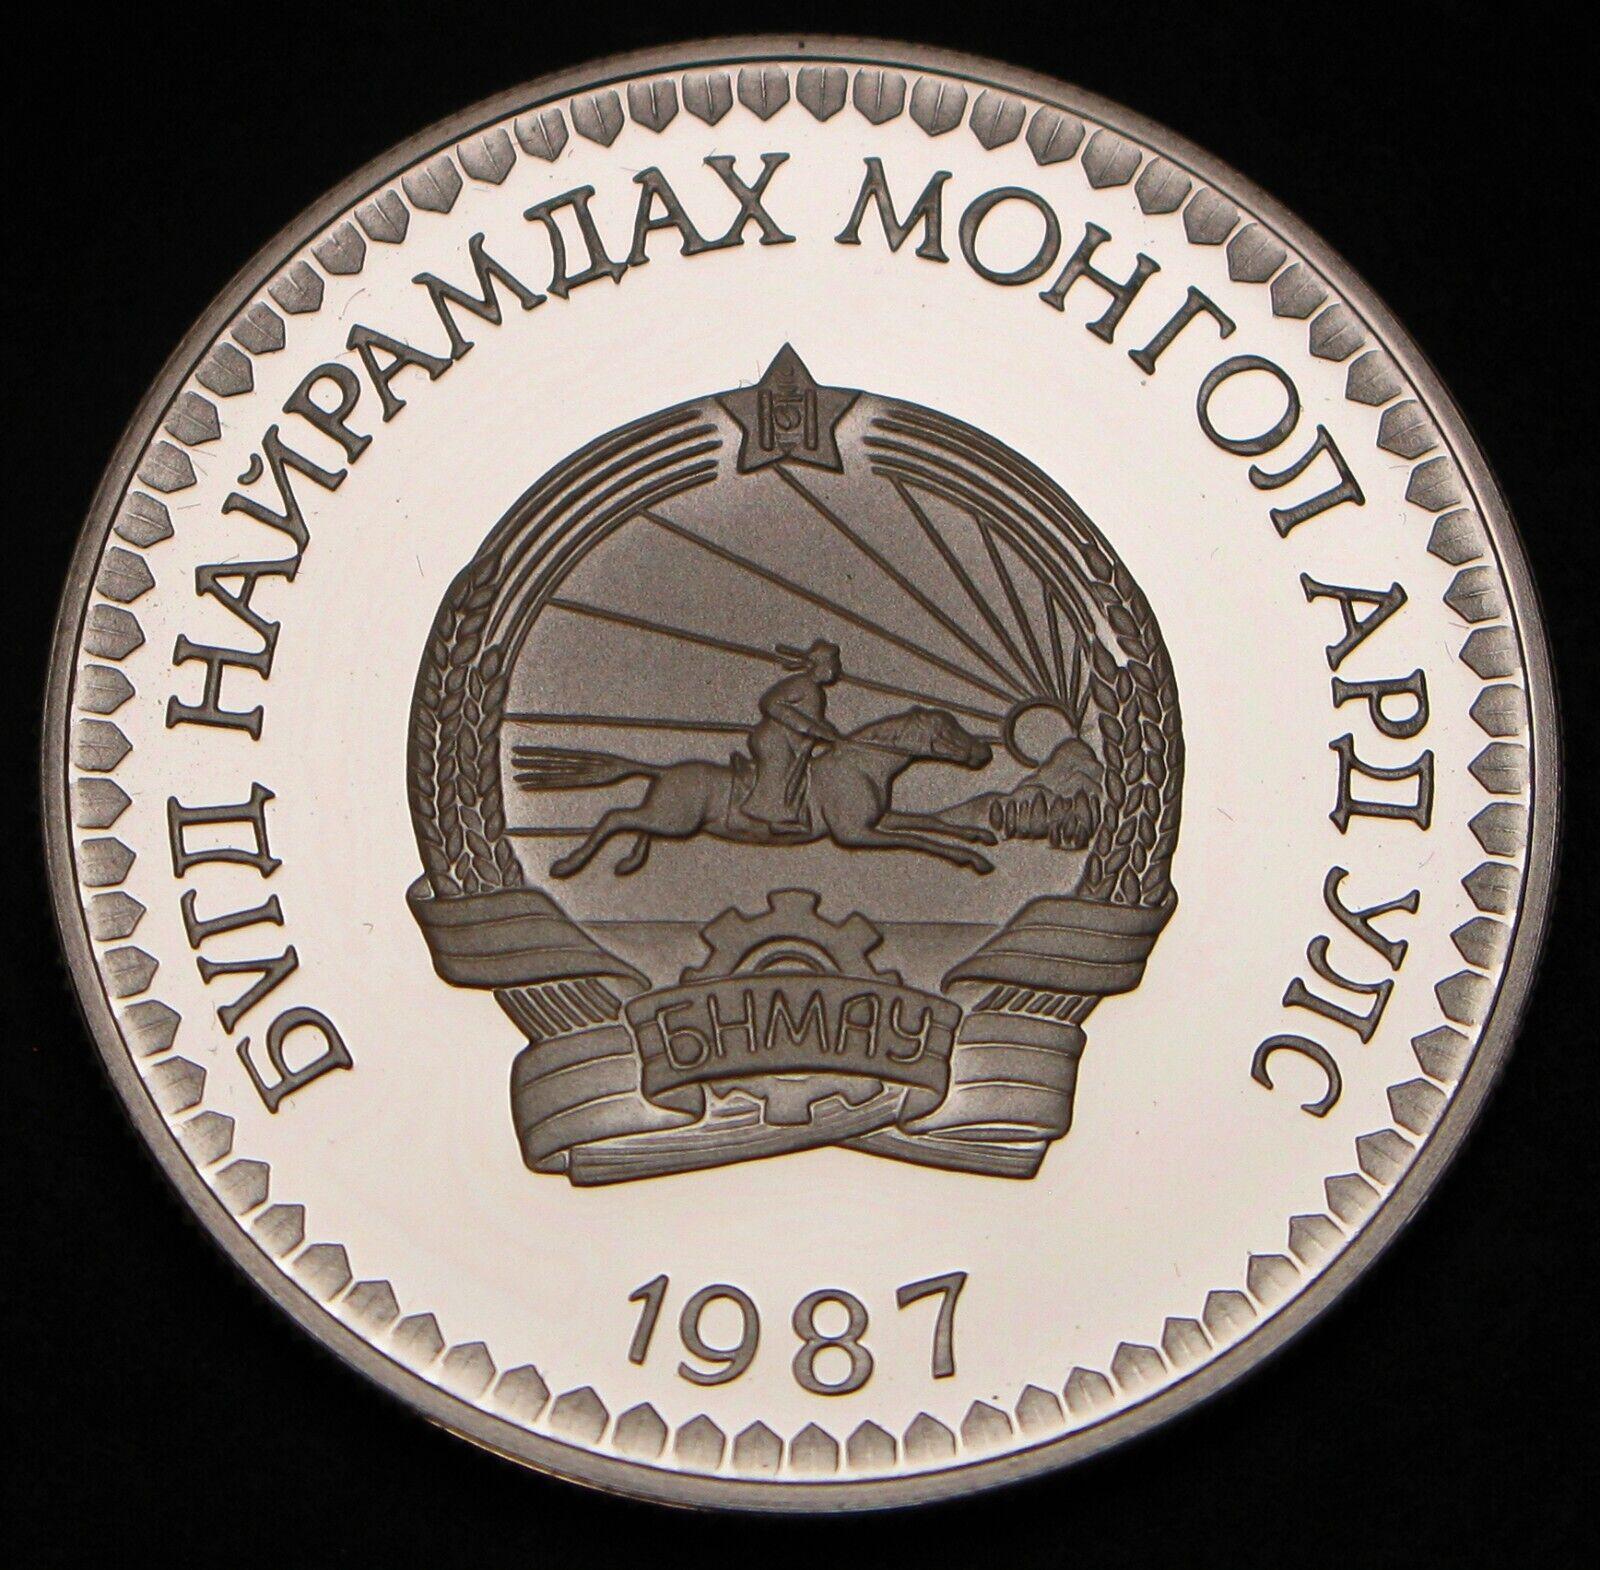 БҮГД НАЙРАМДАХ МОНГОЛ АРД УЛС
БНМАУ
1987